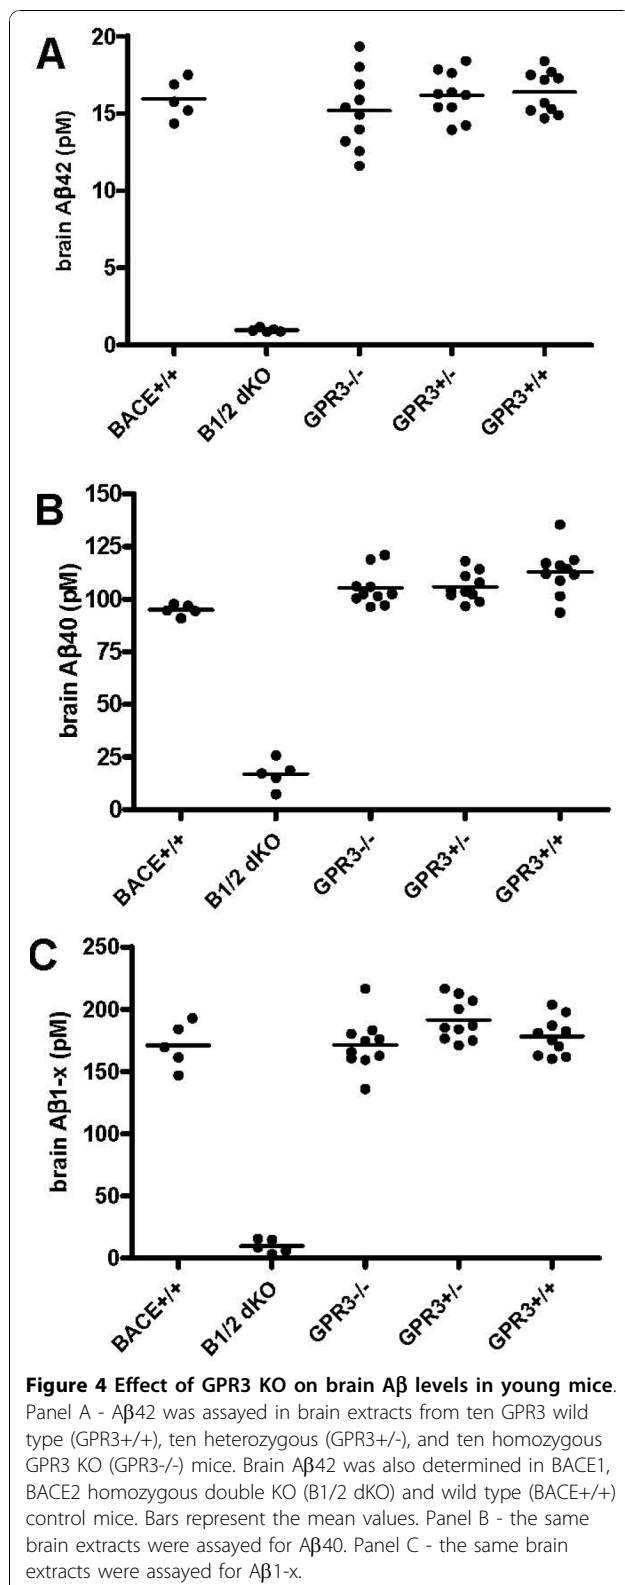 A
20
15
10
5
0
brain Aβ42 (pM)
BACE+/+
B1/2 dKO
GPR3-/-
GPR3+/-
GPR3+/+
B
150
125
100
75
50
25
0
brain Aβ40 (pM)
BACE+/+
B1/2 dKO
GPR3-/-
GPR3+/-
GPR3+/+
C
250
200
150
100
50
0
brain Aβ1-x (pM)
BACE+/+
B1/2 dKO
GPR3-/-
GPR3+/-
GPR3+/+
Figure 4 Effect of GPR3 KO on brain Aβ levels in young mice.
Panel A - Aβ42 was assayed in brain extracts from ten GPR3 wild
type (GPR3+/+), ten heterozygous (GPR3+/-), and ten homozygous
GPR3 KO (GPR3-/-) mice. Brain Aβ42 was also determined in BACE1,
BACE2 homozygous double KO (B1/2 dKO) and wild type (BACE+/+)
control mice. Bars represent the mean values. Panel B - the same
brain extracts were assayed for Aβ40. Panel C - the same brain
extracts were assayed for Aβ1-x.